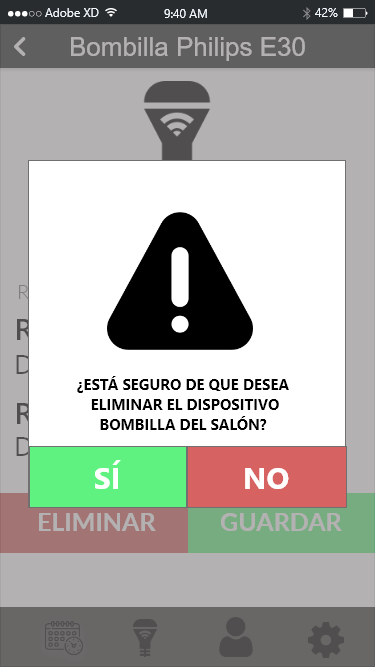 Adobe XD 9:40 AM 42%
Bombilla Philips E30
R
R
D
R
D
¿ESTÁ SEGURO DE QUE DESEA
ELIMINAR EL DISPOSITIVO
BOMBILLA DEL SALÓN?
SÍ NO
ELIMINAR GUARDAR